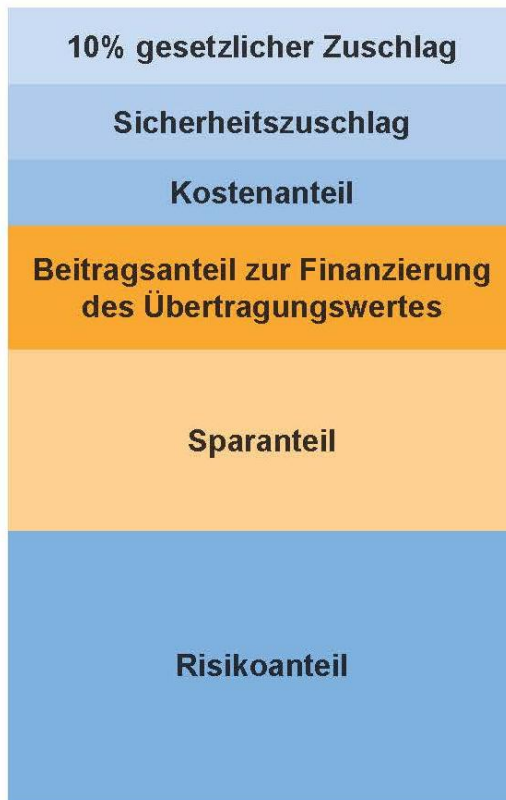 10% gesetzlicher Zuschlag
Sicherheitszuschlag
Kostenanteil
Beitragsanteil zur Finanzierung
des Übertragungswertes
Sparanteil
Risikoanteil